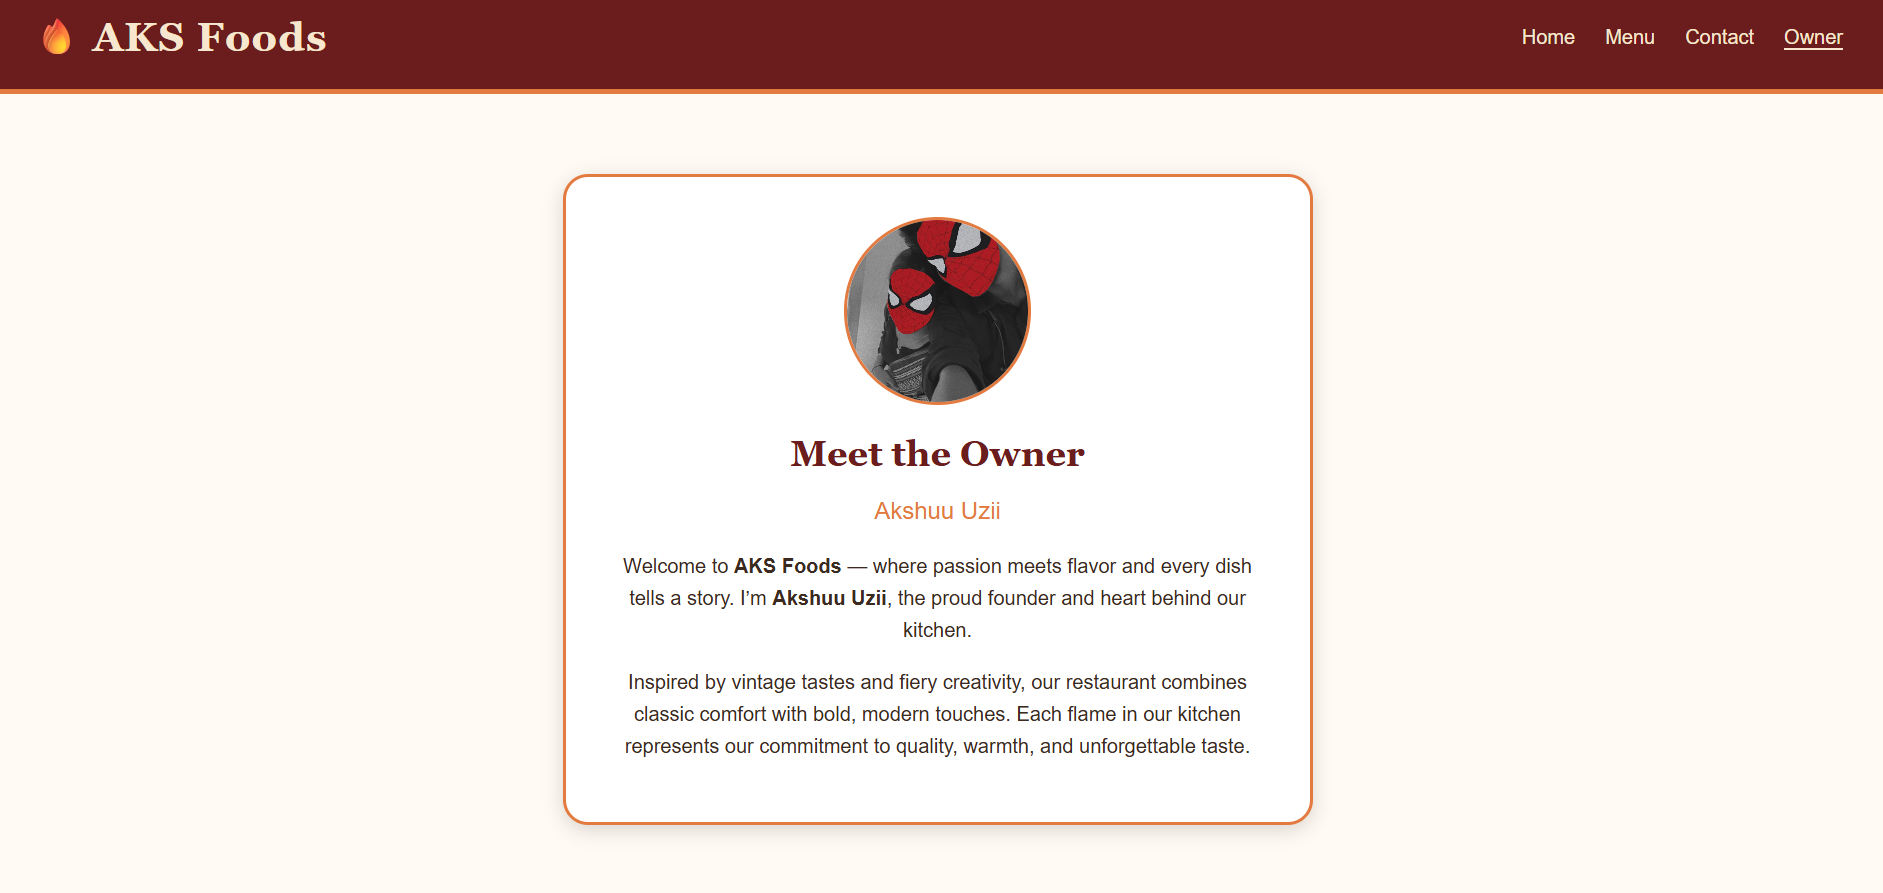 AKS Foods
Home Menu Contact Owner
Meet the Owner
Akshuu Uzii
Welcome to AKS Foods — where passion meets flavor and every dish
tells a story. I’m Akshuu Uzii, the proud founder and heart behind our
kitchen.
Inspired by vintage tastes and fiery creativity, our restaurant combines
classic comfort with bold, modern touches. Each flame in our kitchen
represents our commitment to quality, warmth, and unforgettable taste.